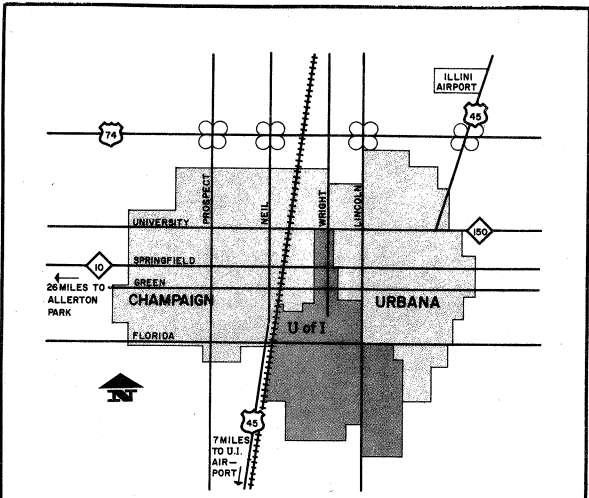 ILLINI
AIRPORT
45
74
PROSPECT
NEIL
WRIGHT
LINCOLN
UNIVERSITY
150
10
SPRINGFIELD
GREEN
26 MILES TO
ALLERTON
PARK
CHAMPAIGN
URBANA
U of I
FLORIDA
N
45
7 MILES
TO U.I.
AIR—
PORT